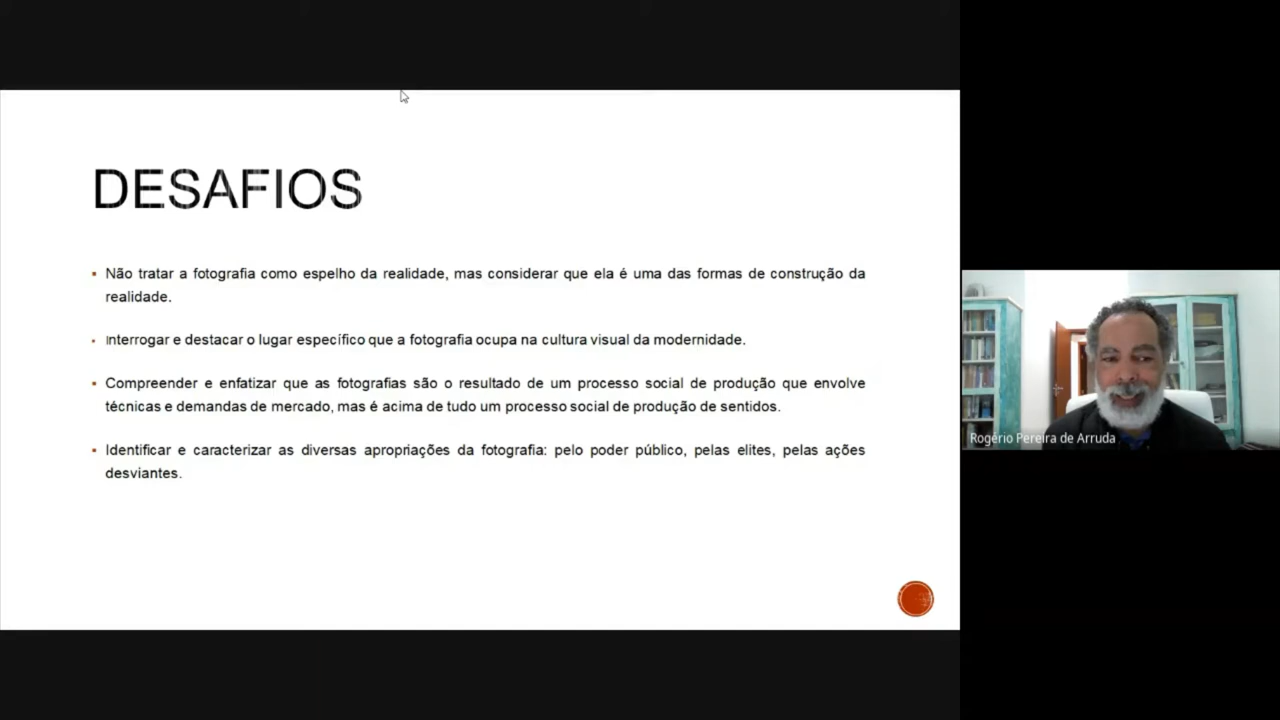 DESAFIOS
Não tratar a fotografia como espelho da realidade, mas considerar que ela é uma das formas de construção da
realidade.
Interrogar e destacar o lugar específico que a fotografia ocupa na cultura visual da modernidade.
Compreender e enfatizar que as fotografias são o resultado de um processo social de produção que envolve
técnicas e demandas de mercado, mas é acima de tudo um processo social de produção de sentidos.
Identificar e caracterizar as diversas apropriações da fotografia: pelo poder público, pelas elites, pelas ações
desviantes.
Rogério Pereira de Arruda